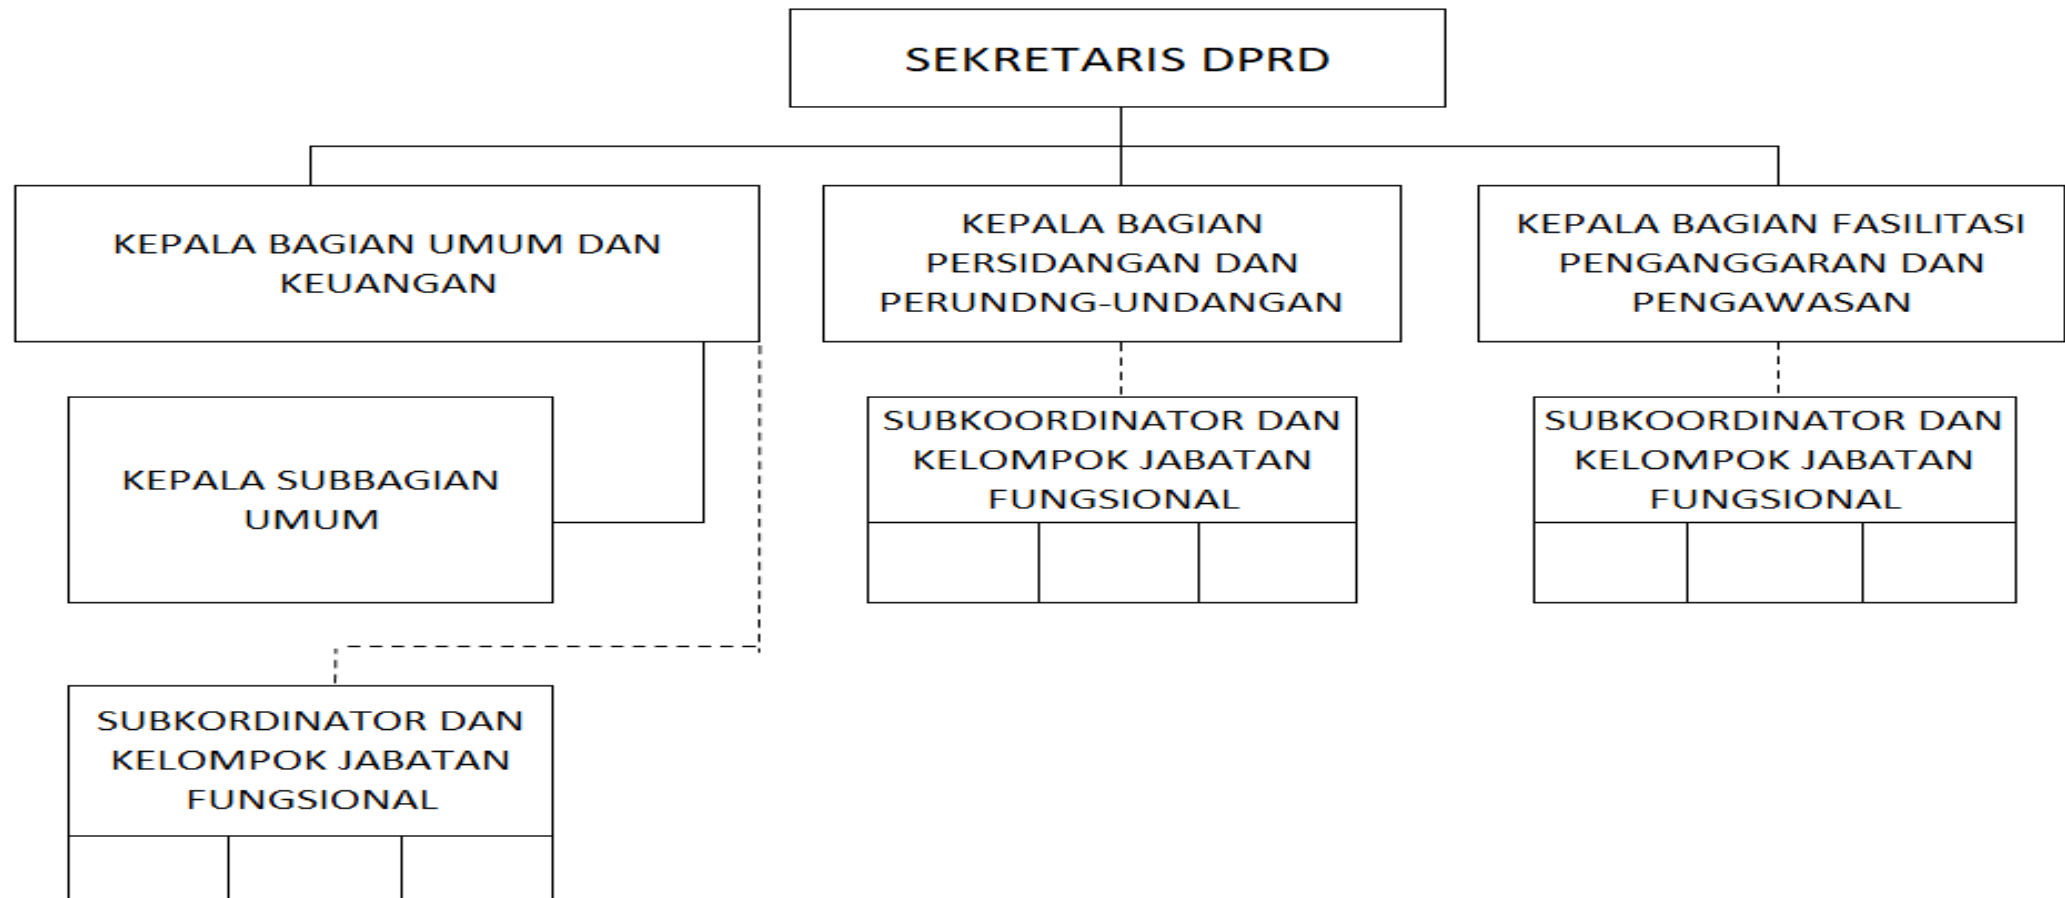 SEKRETARIS DPRD
KEPALA BAGIAN UMUM DAN
KEUANGAN
KEPALA BAGIAN
PERSIDANGAN DAN
PERUNDNG-UNDANGAN
KEPALA BAGIAN FASILITASI
PENGANGGARAN DAN
PENGAWASAN
KEPALA SUBBAGIAN
UMUM
SUBKOORDINATOR DAN
KELOMPOK JABATAN
FUNGSIONAL
SUBKOORDINATOR DAN
KELOMPOK JABATAN
FUNGSIONAL
SUBKORDINATOR DAN
KELOMPOK JABATAN
FUNGSIONAL